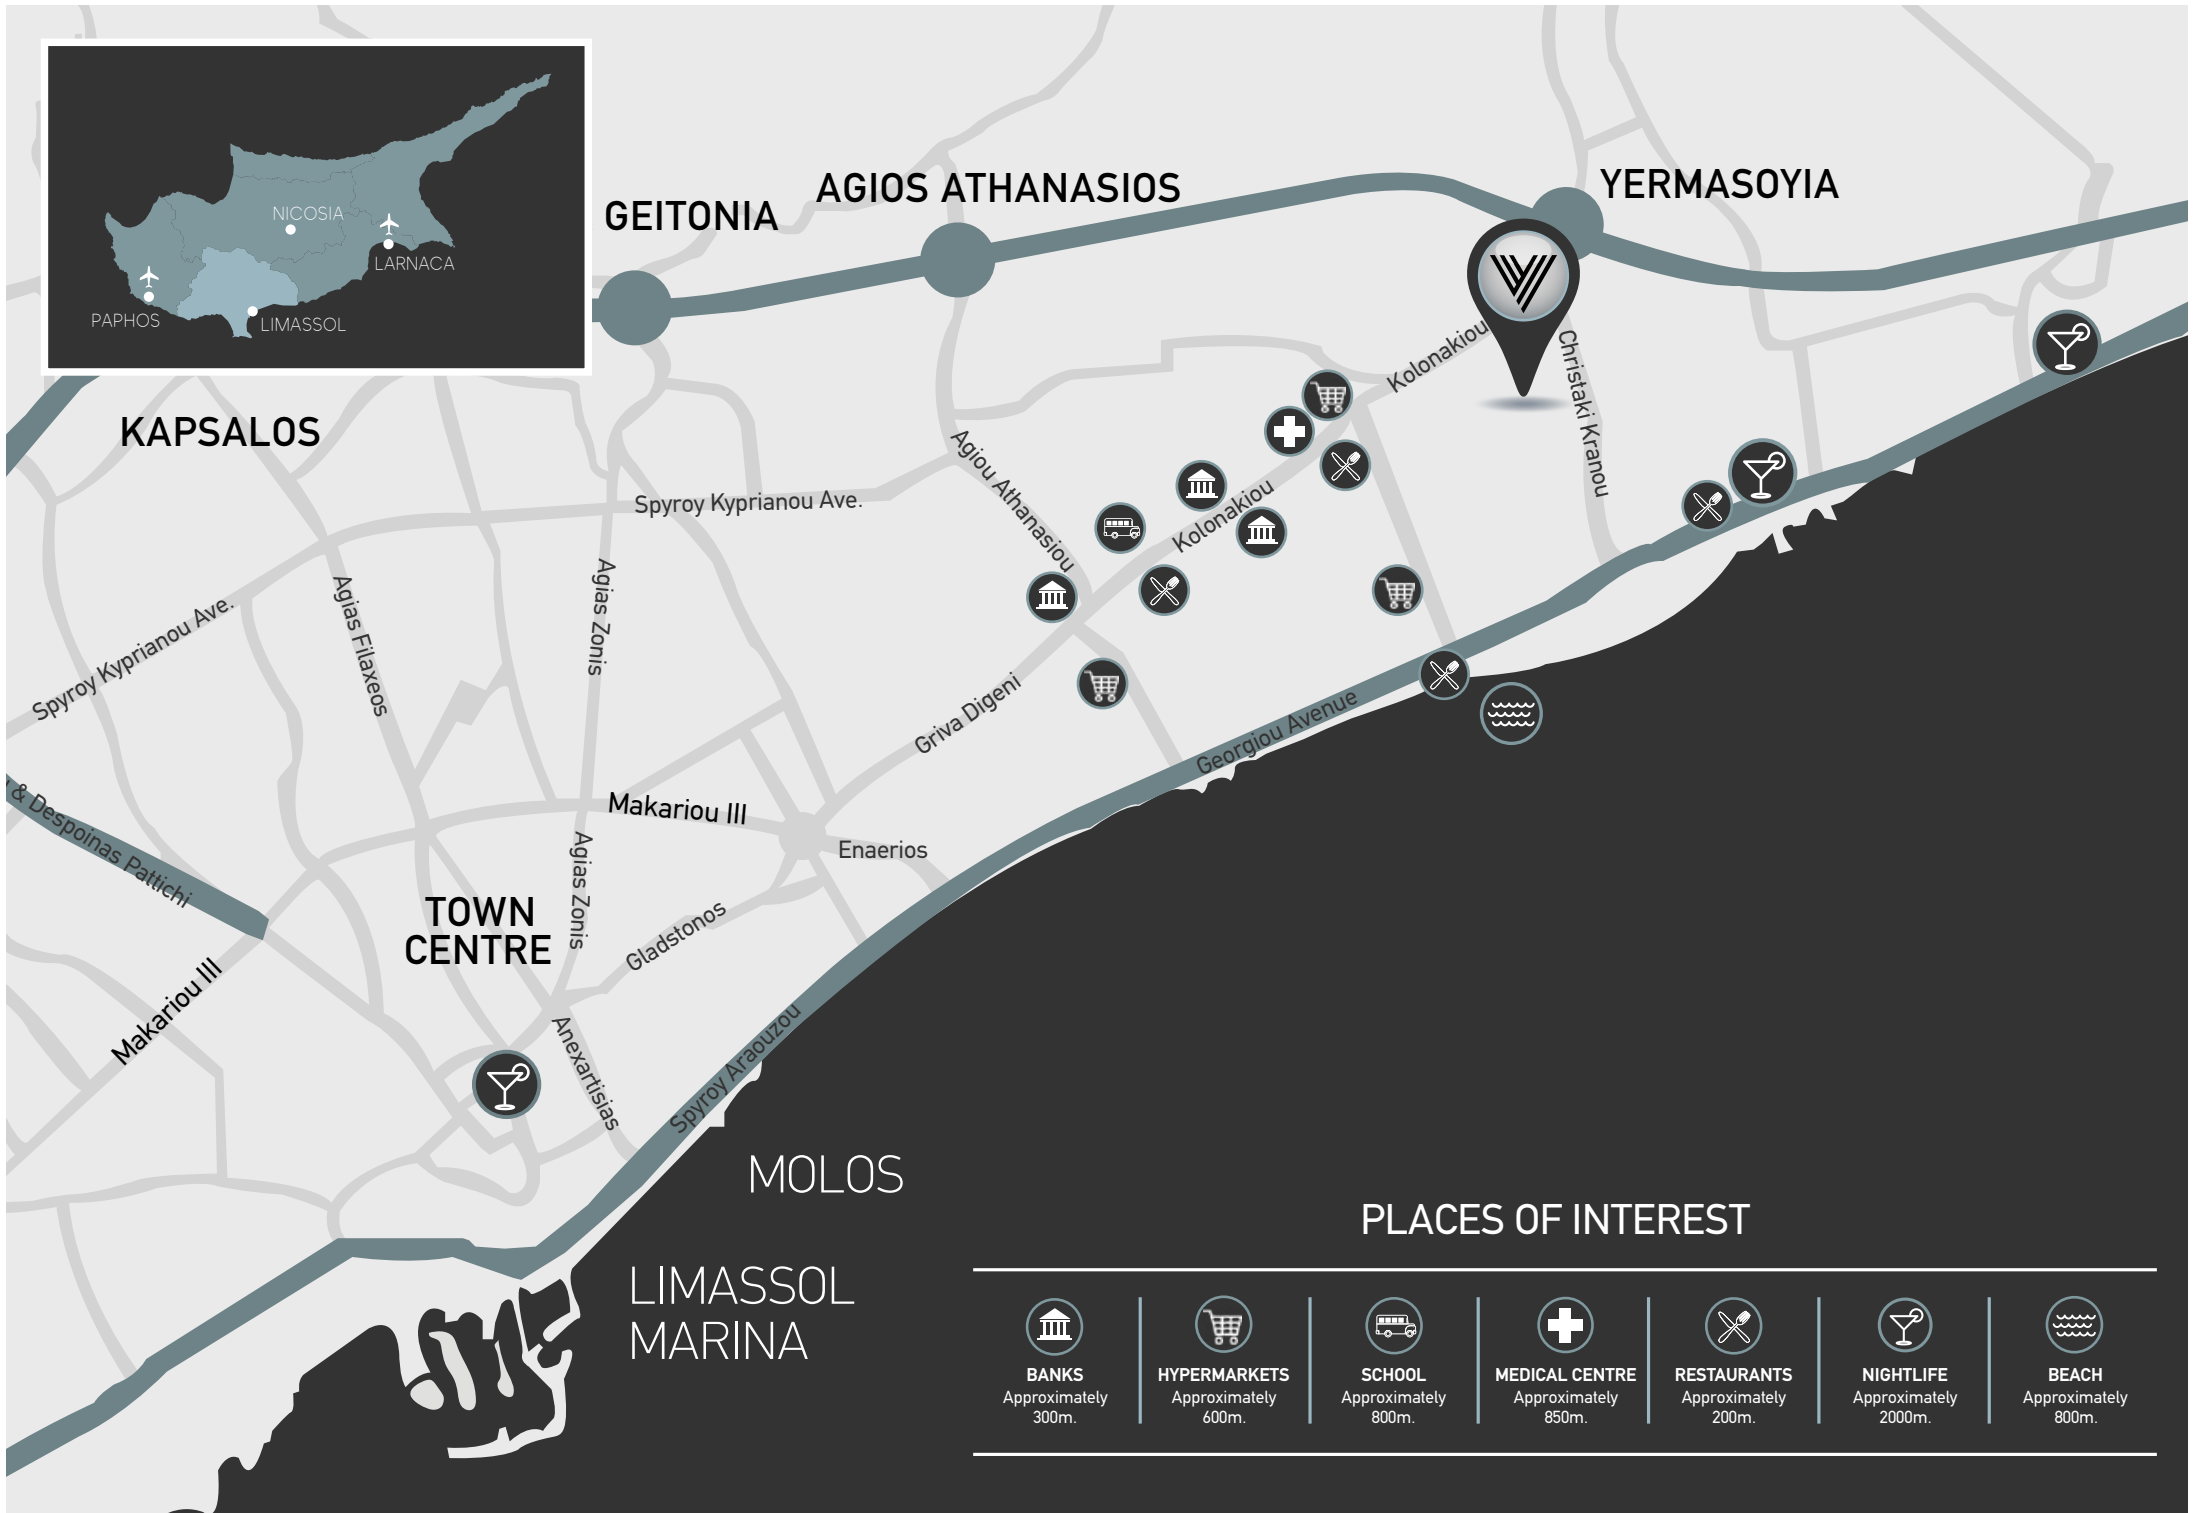 NICOSIA
LARNACA
PAPHOS
LIMASSOL
GEITONIA
AGIOS ATHANASIOS
YERMASOYIA
KAPSALOS
Kolonakiou
Christaki Kranou
Agiou Athanasiou
Kolonakiou
Spyroy Kyprianou Ave.
Spyroy Kyprianou Ave.
Agias Filaxeos
Agias Zonis
Griva Digeni
Georgiou Avenue
& Despoinas Pattichi
Makariou III
Enaerios
Agias Zonis
Gladstonos
TOWN
CENTRE
Makariou III
Anexartisias
Spyroy Araouzou
MOLOS
LIMASSOL
MARINA
PLACES OF INTEREST
BANKS
Approximately
300m.
HYPERMARKETS
Approximately
600m.
SCHOOL
Approximately
800m.
MEDICAL CENTRE
Approximately
850m.
RESTAURANTS
Approximately
200m.
NIGHTLIFE
Approximately
2000m.
BEACH
Approximately
800m.